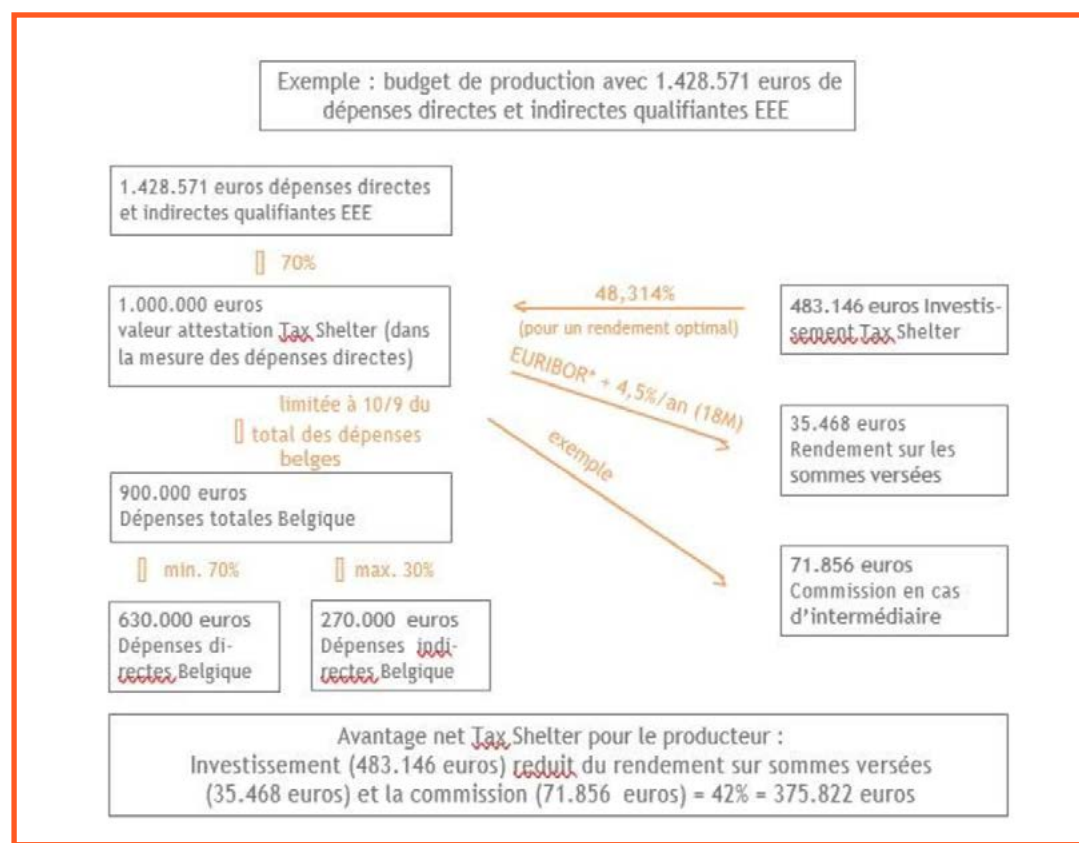 Exemple : budget de production avec 1.428.571 euros de
dépenses directes et indirectes qualifiantes EEE
1.428.571 euros dépenses directes
et indirectes qualifiantes EEE
70%
1.000.000 euros
valeur attestation Tax Shelter (dans
la mesure des dépenses directes)
48,314%
(pour un rendement optimal)
483.146 euros Investis-
sement Tax Shelter
EURIBOR* + 4,5%/an (18M)
35.468 euros
Rendement sur les
sommes versées
exemple
71.856 euros
Commission en cas
d'intermédiaire
limitée à 10/9 du
total des dépenses
belges
900.000 euros
Dépenses totales Belgique
min. 70%
max. 30%
630.000 euros
Dépenses di-
rectes Belgique
270.000 euros
Dépenses indi-
rectes Belgique
Avantage net Tax Shelter pour le producteur :
Investissement (483.146 euros) reduit du rendement sur sommes versées
(35.468 euros) et la commission (71.856 euros) = 42% = 375.822 euros